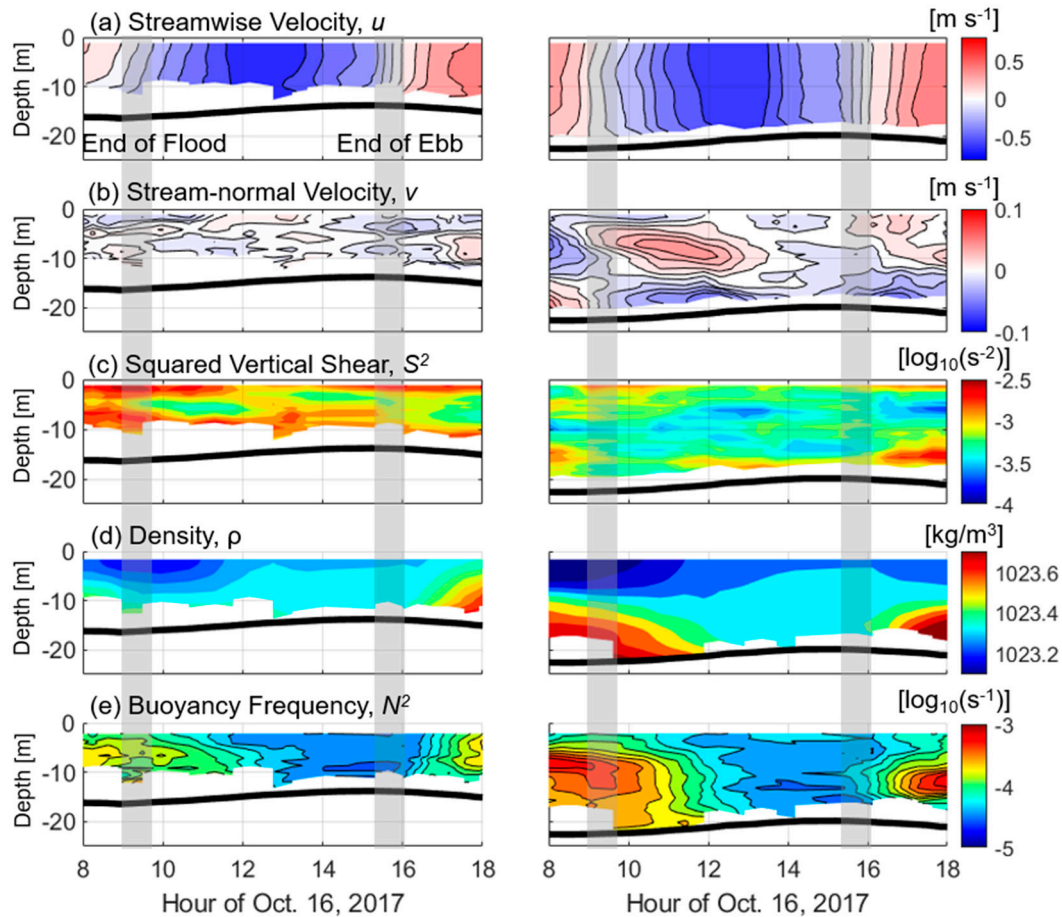 (a) Streamwise Velocity, u
[m s⁻¹]
Depth [m]
0
-10
-20
End of Flood
End of Ebb
0.5
0
-0.5
(b) Stream-normal Velocity, v
[m s⁻¹]
Depth [m]
0
-10
-20
0.1
0
-0.1
(c) Squared Vertical Shear, S²
[log₁₀(s⁻²)]
Depth [m]
0
-10
-20
-2.5
-3
-3.5
-4
(d) Density, ρ
[kg/m³]
Depth [m]
0
-10
-20
1023.6
1023.4
1023.2
(e) Buoyancy Frequency, N²
[log₁₀(s⁻¹)]
Depth [m]
0
-10
-20
-3
-4
-5
8 10 12 14 16 18
8 10 12 14 16 18
Hour of Oct. 16, 2017
Hour of Oct. 16, 2017